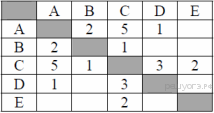 A B C D E
A 2 5 1
B 2 1
C 5 1 3 2
D 1 3
E 2